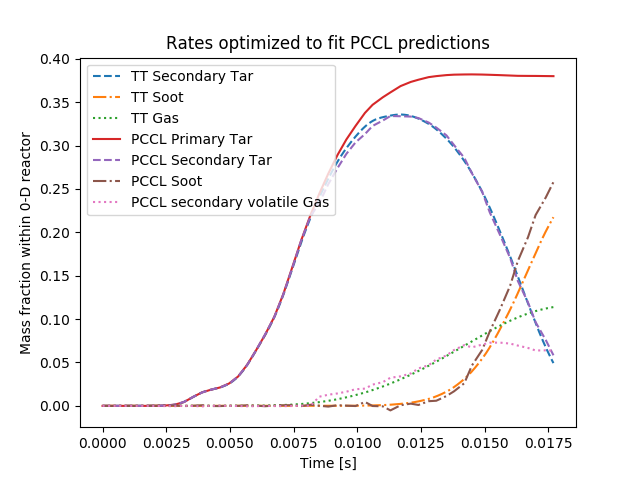 Rates optimized to fit PCCL predictions
0.40
0.35
0.30
0.25
0.20
0.15
0.10
0.05
0.00
Mass fraction within 0-D reactor
TT Secondary Tar
TT Soot
TT Gas
PCCL Primary Tar
PCCL Secondary Tar
PCCL Soot
PCCL secondary volatile Gas
0.0000 0.0025 0.0050 0.0075 0.0100 0.0125 0.0150 0.0175
Time [s]